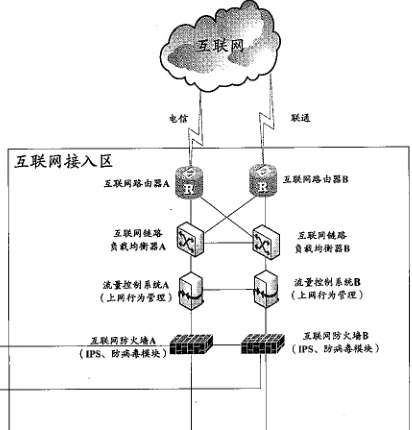 互联网
电信
联通
互联网接入区
互联网路由器A
互联网路由器B
R
R
互联网链路
负载均衡器A
互联网链路
负载均衡器B
流量控制系统A
（上网行为管理）
流量控制系统B
（上网行为管理）
互联网防火墙A
（IPS、防病毒模块）
互联网防火墙B
（IPS、防病毒模块）